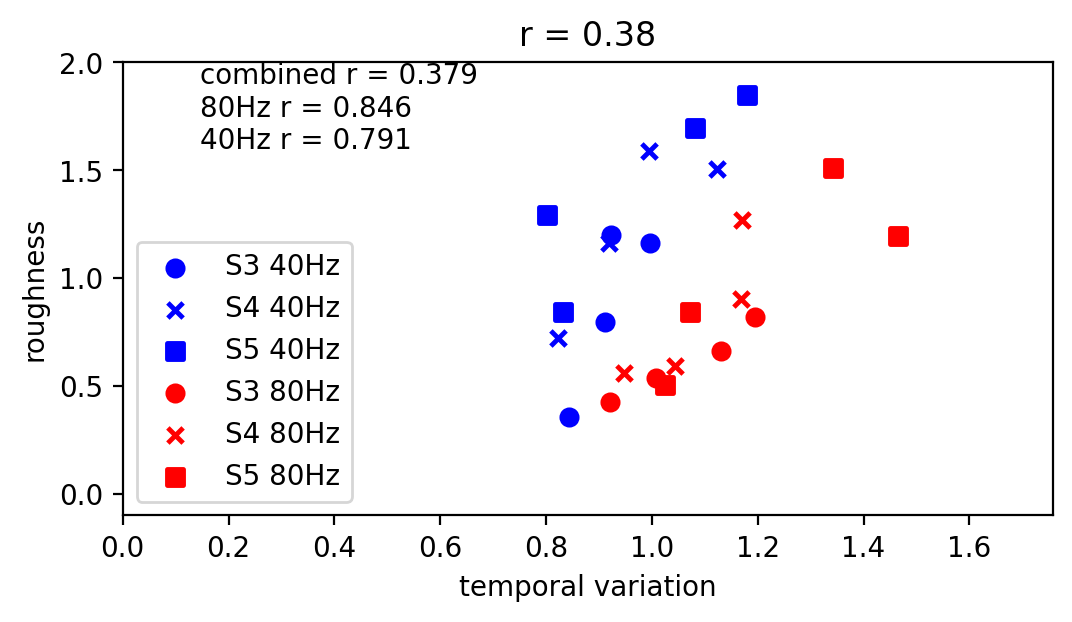 r = 0.38
combined r = 0.379
80Hz r = 0.846
40Hz r = 0.791
2.0
1.5
1.0
0.5
0.0
roughness
S3 40Hz
S4 40Hz
S5 40Hz
S3 80Hz
S4 80Hz
S5 80Hz
0.0 0.2 0.4 0.6 0.8 1.0 1.2 1.4 1.6
temporal variation